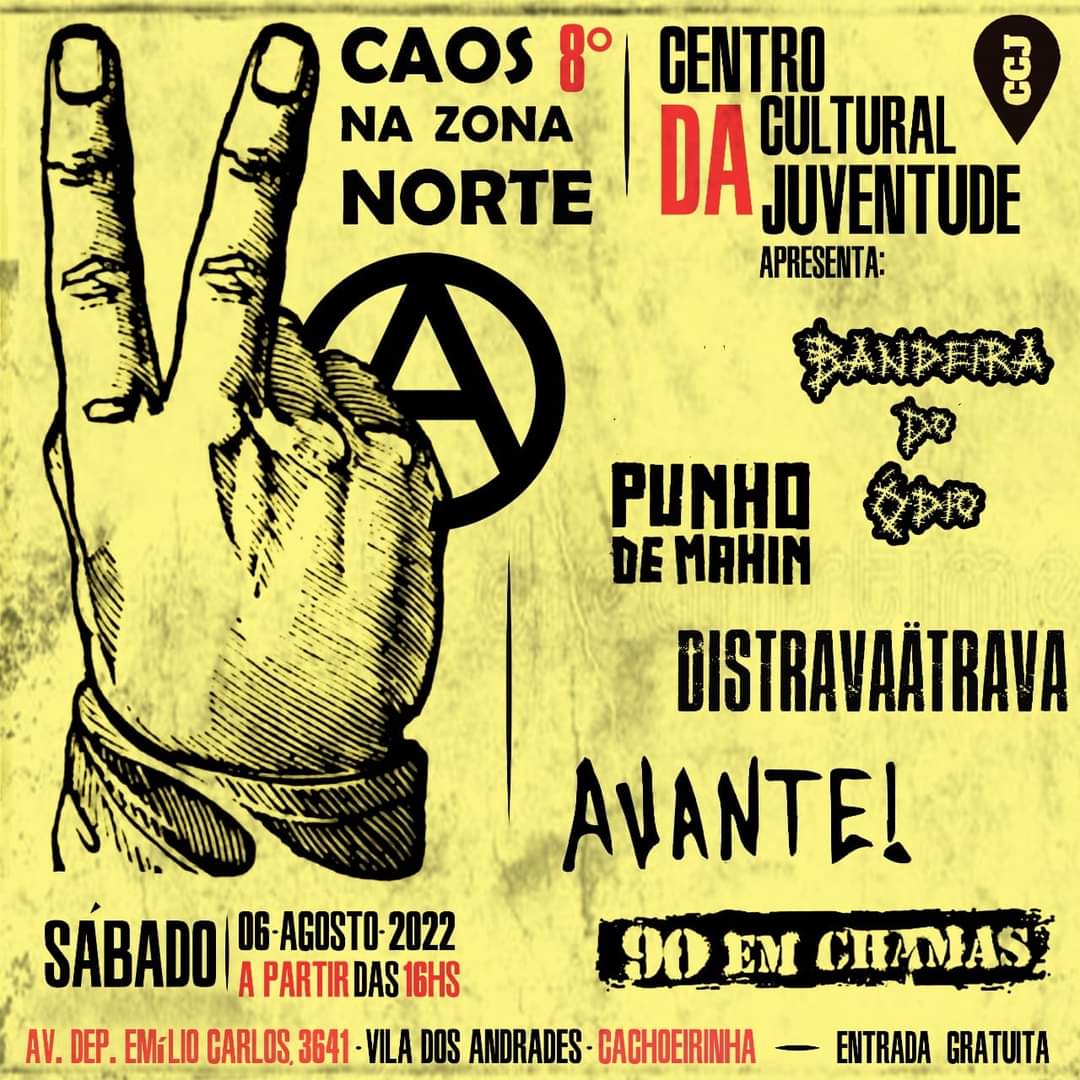 CAOS 8º
NA ZONA
NORTE
CENTRO
DA CULTURAL
JUVENTUDE
APRESENTA:
CCJ
A
BANDEIRA
DO
ÓDIO
PUNHO
DE MAHIN
DISTRAVAÄTRAVA
AVANTE!
90 EM CHAMAS
SÁBADO
06-AGOSTO-2022
A PARTIR DAS 16HS
AV. DEP. EMíLIO CARLOS, 3641 - VILA DOS ANDRADES - CACHOEIRINHA — ENTRADA GRATUITA